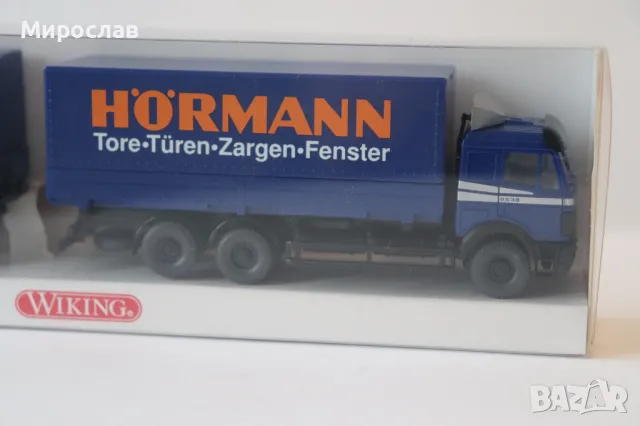 Мирослав
HÖRMANN
Tore•Türen•Zargen•Fenster
WIKING®
BAZAR